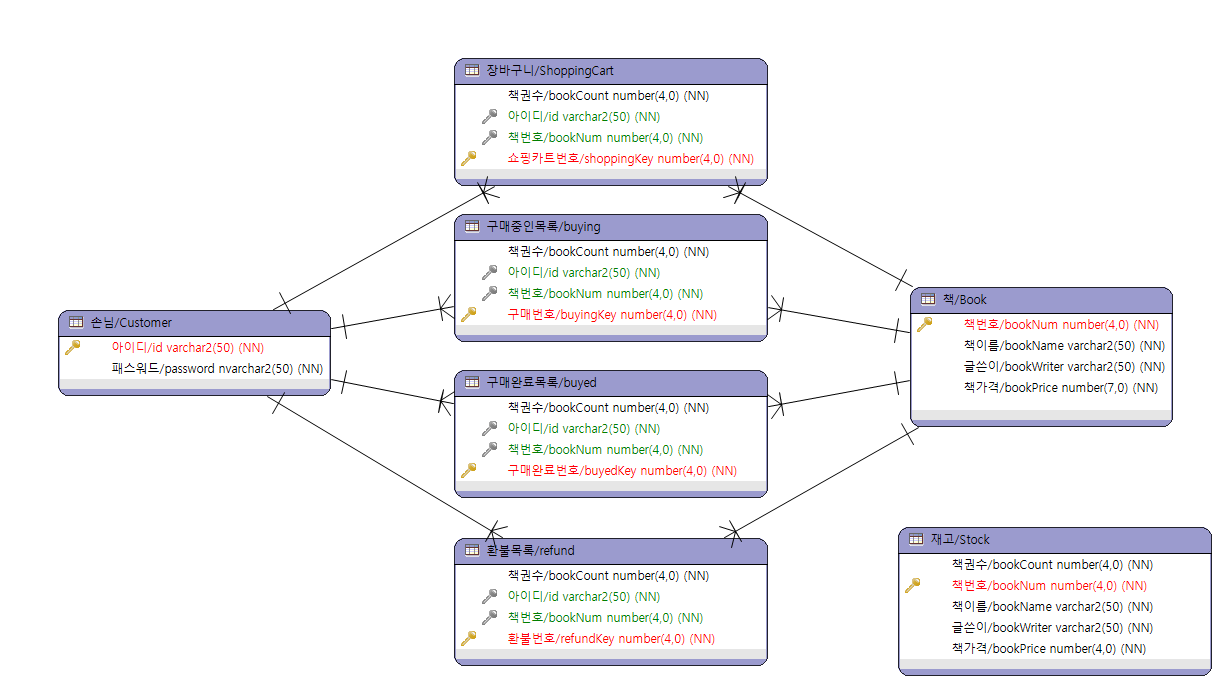 장바구니/ShoppingCart
책권수/bookCount number(4,0) (NN)
아이디/id varchar2(50) (NN)
책번호/bookNum number(4,0) (NN)
쇼핑카트번호/shoppingKey number(4,0) (NN)
구매중인목록/buying
책권수/bookCount number(4,0) (NN)
아이디/id varchar2(50) (NN)
책번호/bookNum number(4,0) (NN)
구매번호/buyingKey number(4,0) (NN)
손님/Customer
아이디/id varchar2(50) (NN)
패스워드/password nvarchar2(50) (NN)
책/Book
책번호/bookNum number(4,0) (NN)
책이름/bookName varchar2(50) (NN)
글쓴이/bookWriter varchar2(50) (NN)
책가격/bookPrice number(7,0) (NN)
구매완료목록/buyed
책권수/bookCount number(4,0) (NN)
아이디/id varchar2(50) (NN)
책번호/bookNum number(4,0) (NN)
구매완료번호/buyedKey number(4,0) (NN)
환불목록/refund
책권수/bookCount number(4,0) (NN)
아이디/id varchar2(50) (NN)
책번호/bookNum number(4,0) (NN)
환불번호/refundKey number(4,0) (NN)
재고/Stock
책권수/bookCount number(4,0) (NN)
책번호/bookNum number(4,0) (NN)
책이름/bookName varchar2(50) (NN)
글쓴이/bookWriter varchar2(50) (NN)
책가격/bookPrice number(4,0) (NN)